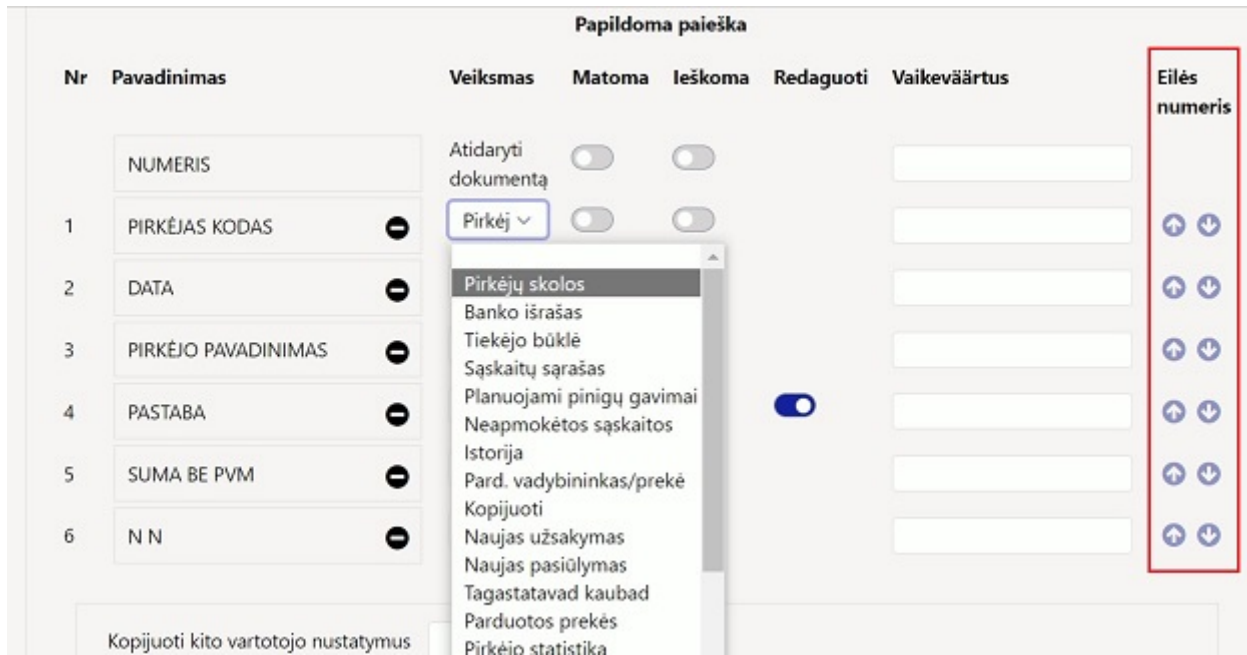 Papildoma paieška
Nr Pavadinimas Veiksmas Matoma Ieškoma Redaguoti Vaikeväärtus Eilės
numeris
NUMERIS Atidaryti
dokumentą
1 PIRKĖJAS KODAS Pirkėj
2 DATA
3 PIRKĖJO PAVADINIMAS
4 PASTABA
5 SUMA BE PVM
6 N N
Pirkėjų skolos
Banko išrašas
Tiekėjo būklė
Sąskaitų sąrašas
Planuojami pinigų gavimai
Neapmokėtos sąskaitos
Istorija
Pard. vadybininkas/prekė
Kopijuoti
Naujas užsakymas
Naujas pasiūlymas
Tagastatavad kaubad
Parduotos prekės
Pirkėjo statistika
Kopijuoti kito vartotojo nustatymus